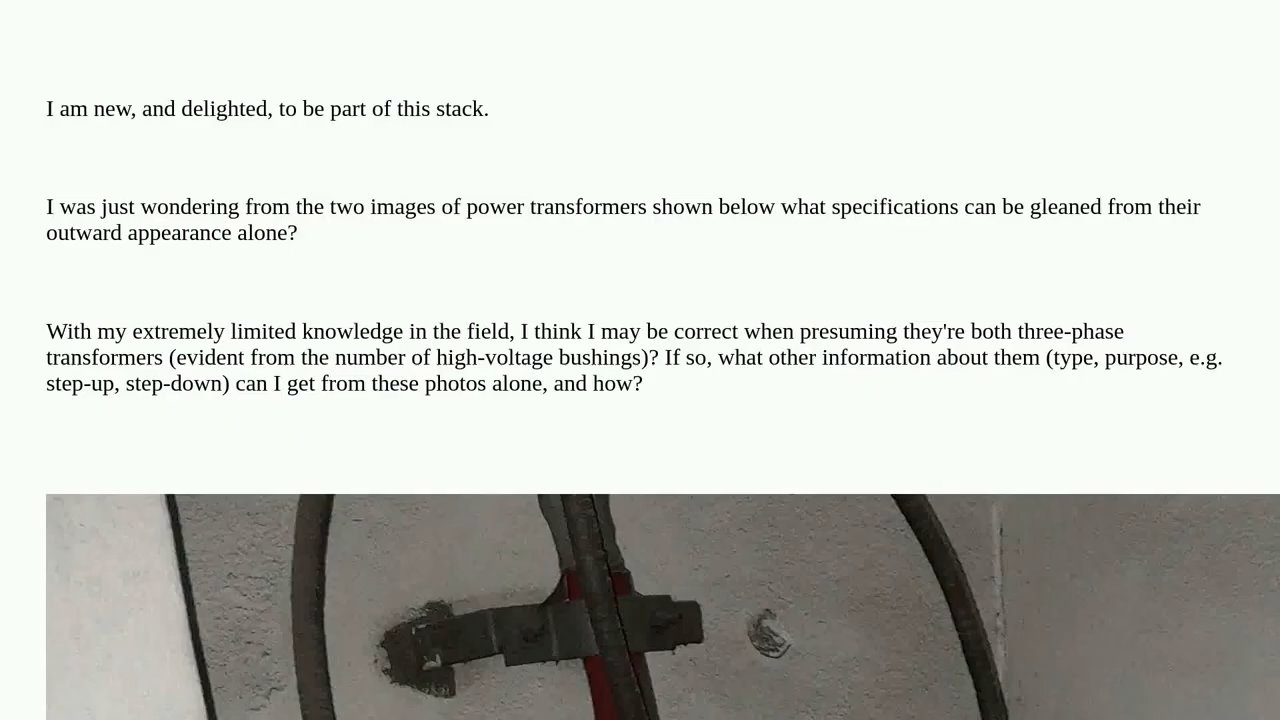 I am new, and delighted, to be part of this stack.
I was just wondering from the two images of power transformers shown below what specifications can be gleaned from their
outward appearance alone?
With my extremely limited knowledge in the field, I think I may be correct when presuming they're both three-phase
transformers (evident from the number of high-voltage bushings)? If so, what other information about them (type, purpose, e.g.
step-up, step-down) can I get from these photos alone, and how?